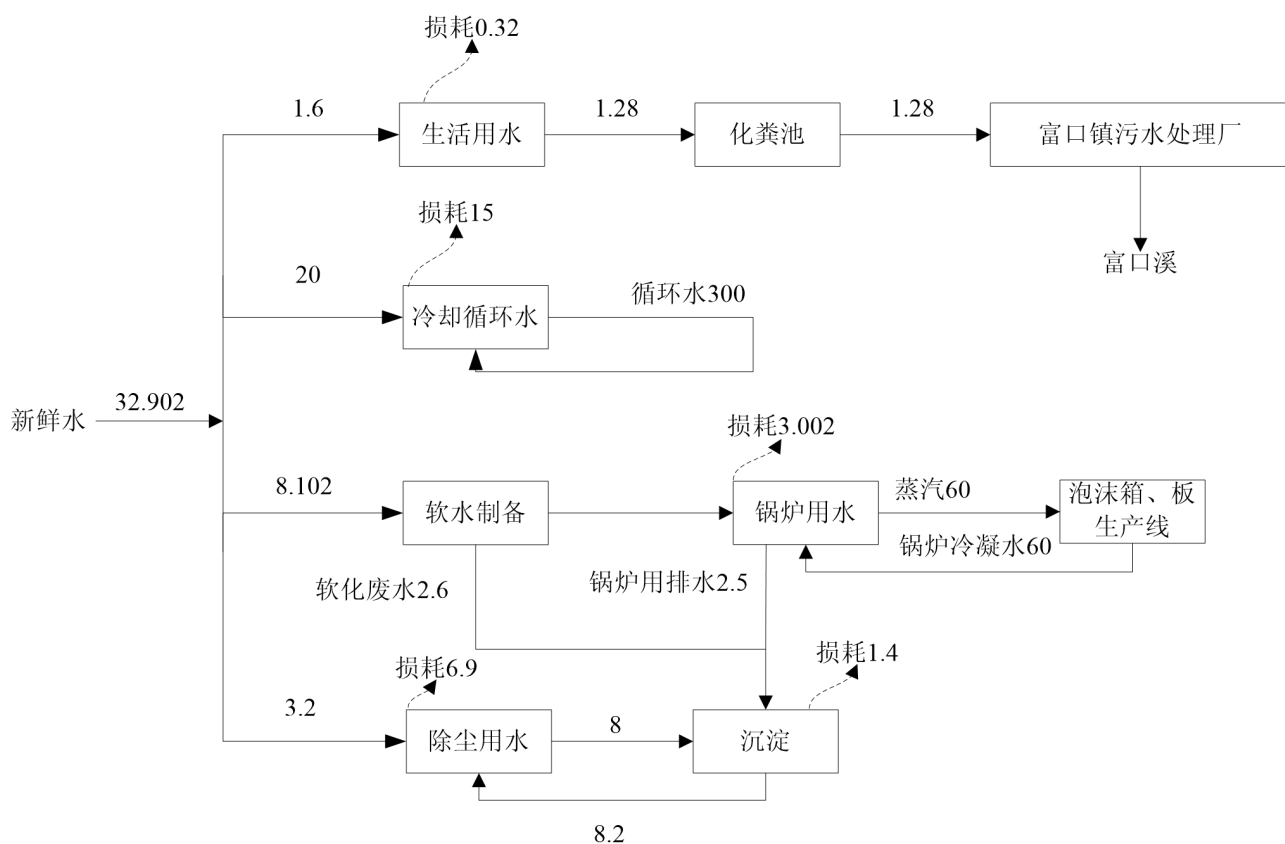 损耗0.32
1.6
生活用水
1.28
化粪池
1.28
富口镇污水处理厂
富口溪
损耗15
20
冷却循环水
循环水300
新鲜水
32.902
损耗3.002
8.102
软水制备
锅炉用水
蒸汽60
锅炉冷凝水60
泡沫箱、板
生产线
软化废水2.6
锅炉用排水2.5
损耗6.9
损耗1.4
3.2
除尘用水
8
沉淀
8.2